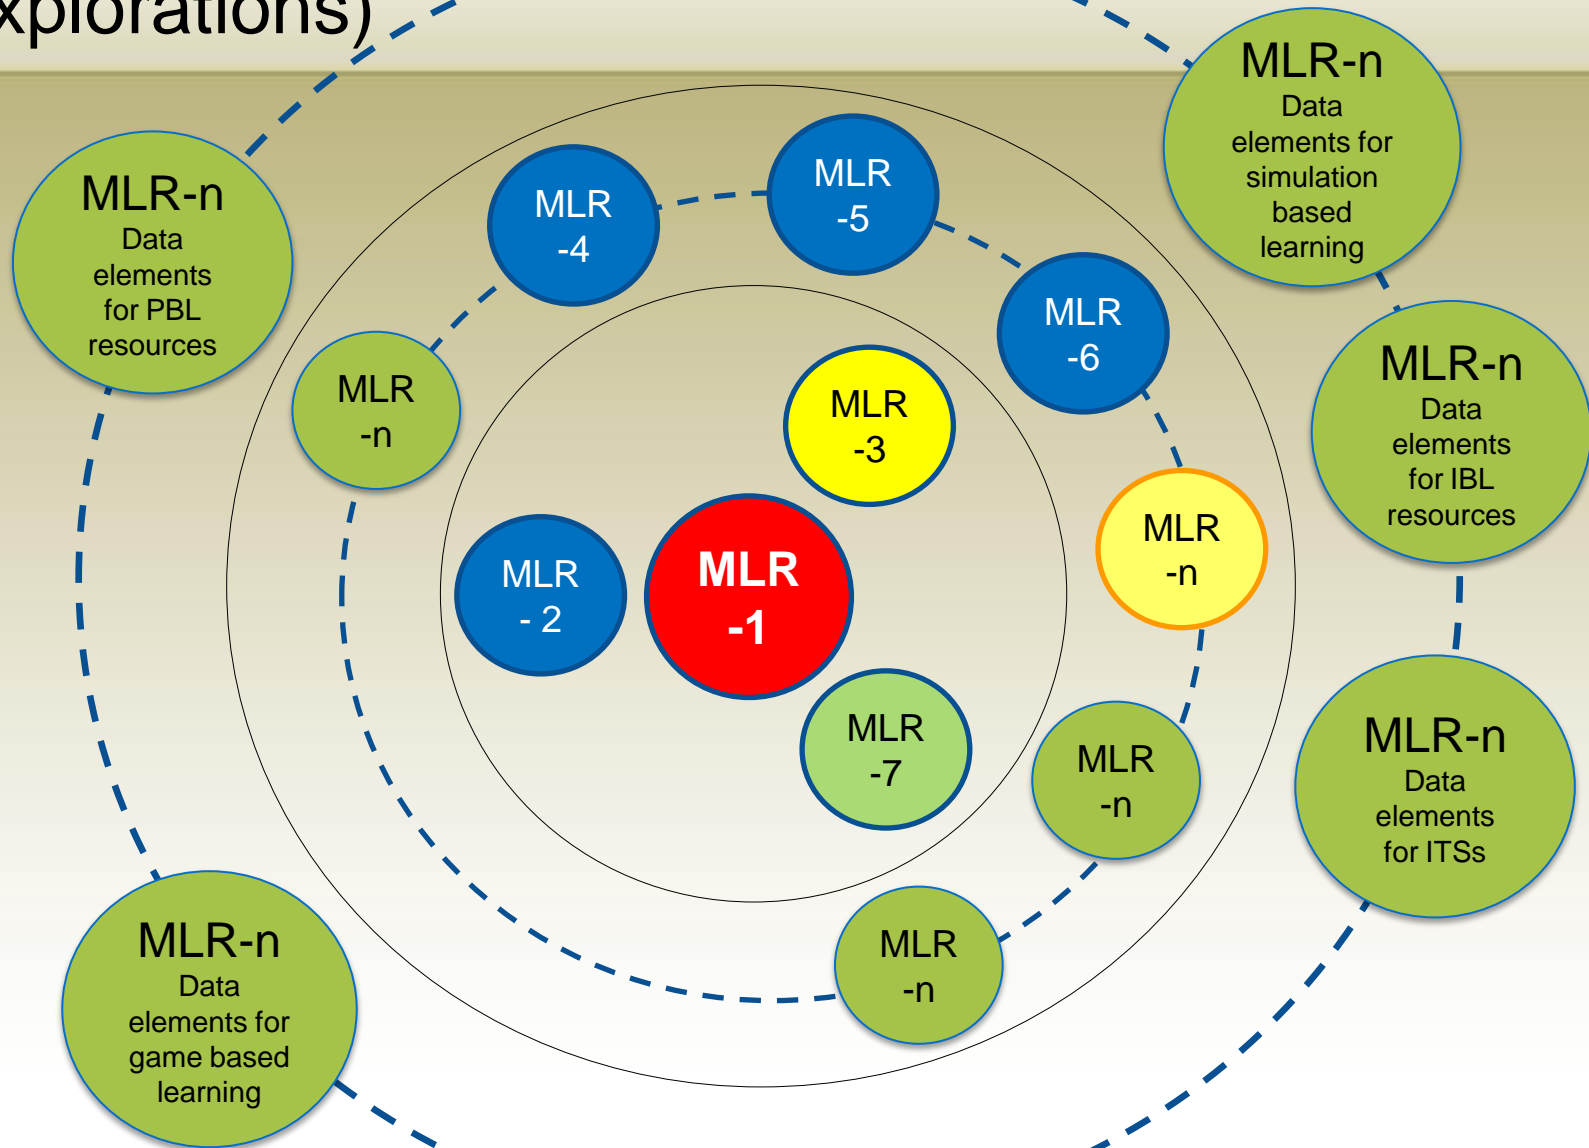 xplorations)
MLR-n
Data
elements for
simulation
based
learning
MLR-n
Data
elements
for PBL
resources
MLR
-4
MLR
-5
MLR
-6
MLR
-n
MLR
-3
MLR-n
Data
elements
for IBL
resources
MLR
-n
MLR
- 2
MLR
-1
MLR
-7
MLR
-n
MLR-n
Data
elements
for ITSs
MLR
-n
MLR-n
Data
elements for
game based
learning